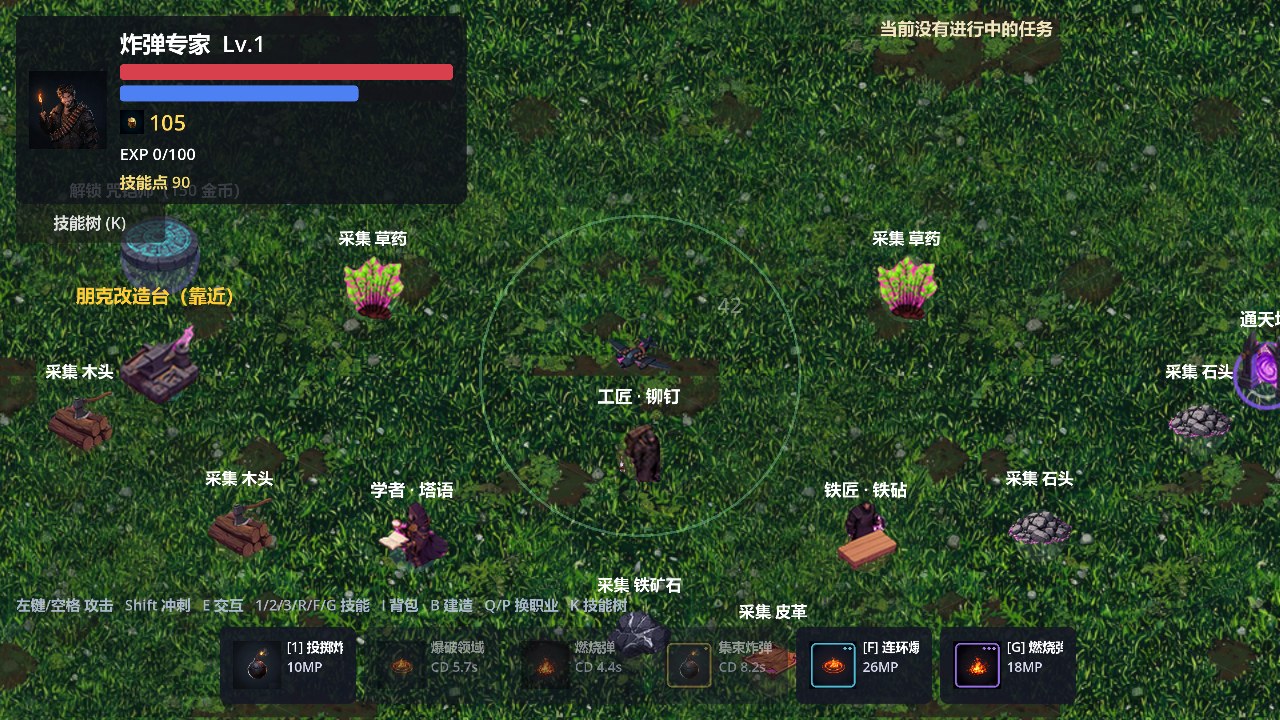 炸弹专家 Lv.1
当前没有进行中的任务
105
EXP 0/100
技能点 90
技能树 (K)
采集 草药
采集 草药
朋克改造台（靠近）
42
通天
采集 木头
采集 石头
工匠 · 铆钉
采集 木头
学者 · 塔语
铁匠 · 铁砧
采集 石头
采集 铁矿石
采集 皮革
左键/空格 攻击 Shift 冲刺 E 交互 1/2/3/R/F/G 技能 I 背包 B 建造 Q/P 换职业 K 技能树
[1] 投掷炸
10MP
爆破领域
CD 5.7s
燃烧弹
CD 4.4s
集束炸弹
CD 8.2s
[F] 连环爆
26MP
[G] 燃烧弹
18MP